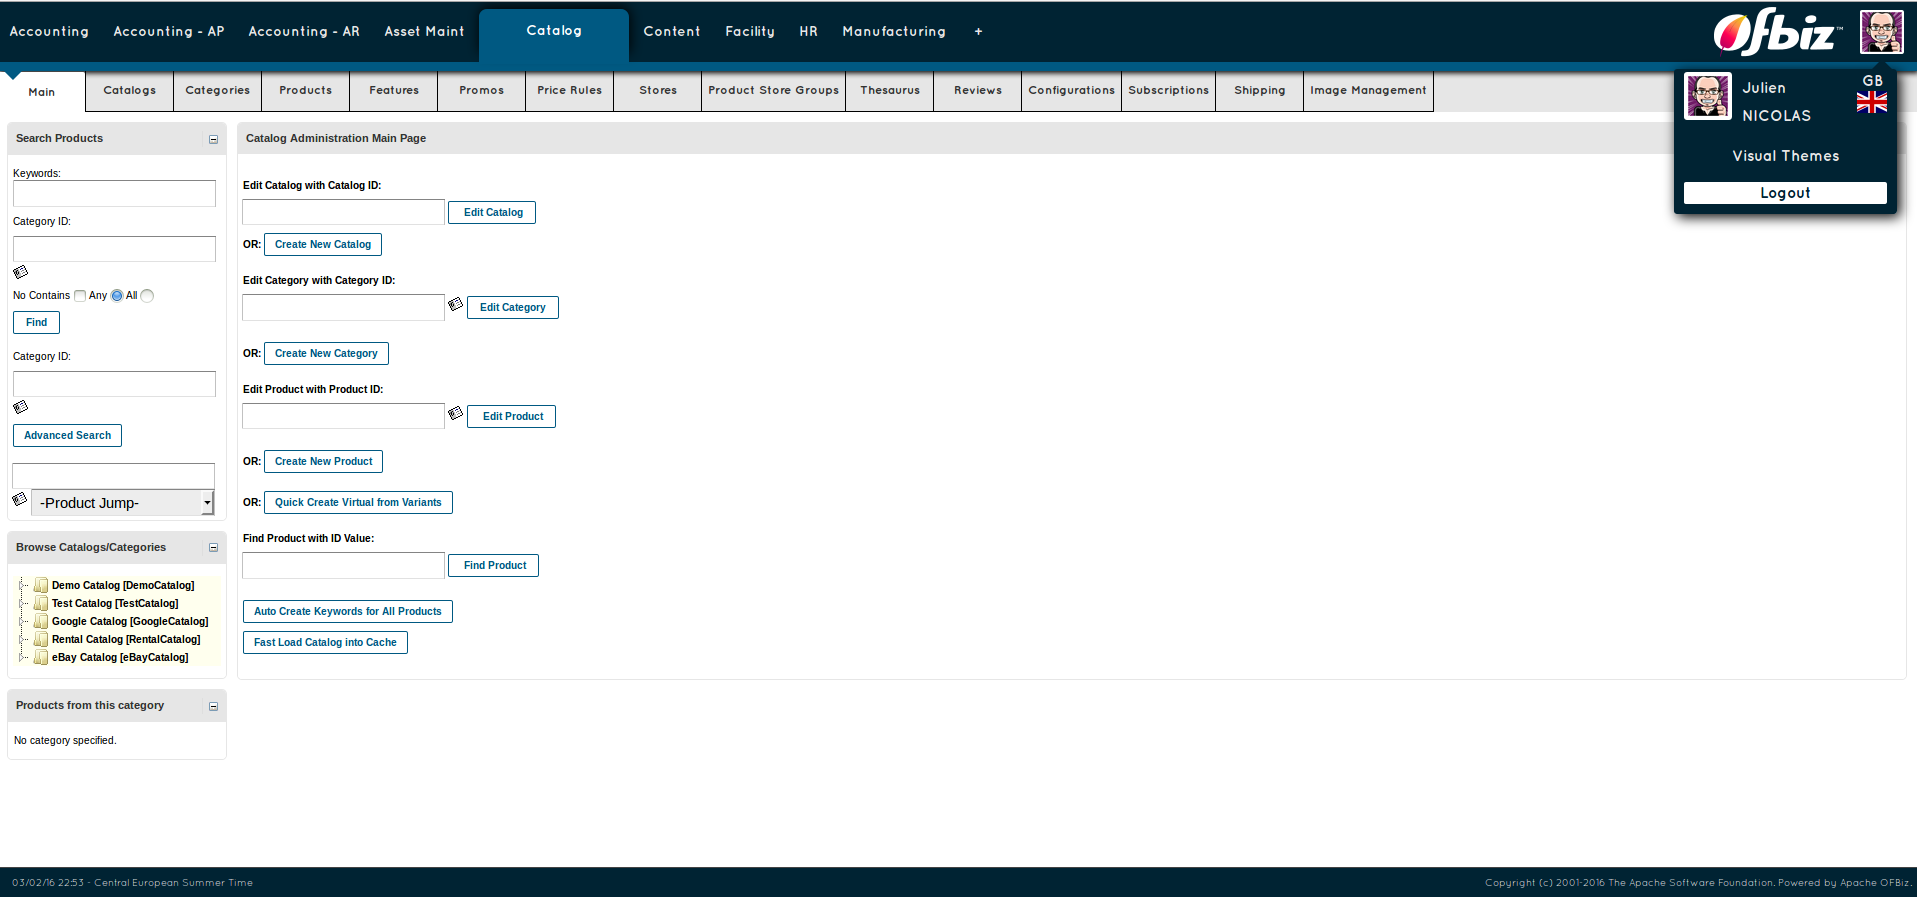 Accounting Accounting - AP Accounting - AR Asset Maint Catalog Content Facility HR Manufacturing + OFbiz™
Main Catalogs Categories Products Features Promos Price Rules Stores Product Store Groups Thesaurus Reviews Configurations Subscriptions Shipping Image Management
Julien
NICOLAS
GB
Visual Themes
Logout
Search Products
Keywords:
Category ID:
No Contains Any All
Find
Category ID:
Advanced Search
-Product Jump-
Browse Catalogs/Categories
Demo Catalog [DemoCatalog]
Test Catalog [TestCatalog]
Google Catalog [GoogleCatalog]
Rental Catalog [RentalCatalog]
eBay Catalog [eBayCatalog]
Products from this category
No category specified.
Catalog Administration Main Page
Edit Catalog with Catalog ID:
Edit Catalog
OR: Create New Catalog
Edit Category with Category ID:
Edit Category
OR: Create New Category
Edit Product with Product ID:
Edit Product
OR: Create New Product
OR: Quick Create Virtual from Variants
Find Product with ID Value:
Find Product
Auto Create Keywords for All Products
Fast Load Catalog into Cache
03/02/16 22:53 - Central European Summer Time
Copyright (c) 2001-2016 The Apache Software Foundation. Powered by Apache OFBiz.